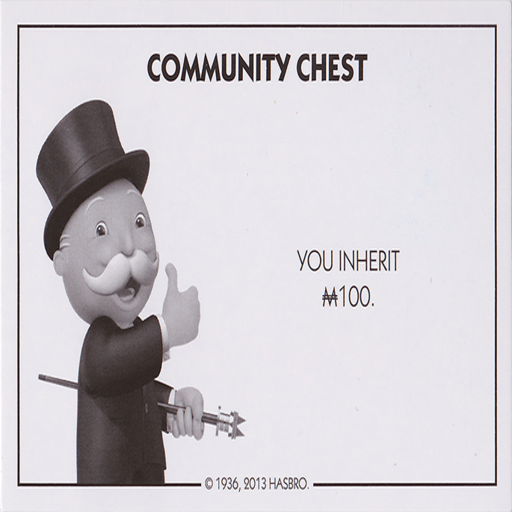 COMMUNITY CHEST
YOU INHERIT
₩100.
© 1936, 2013 HASBRO.